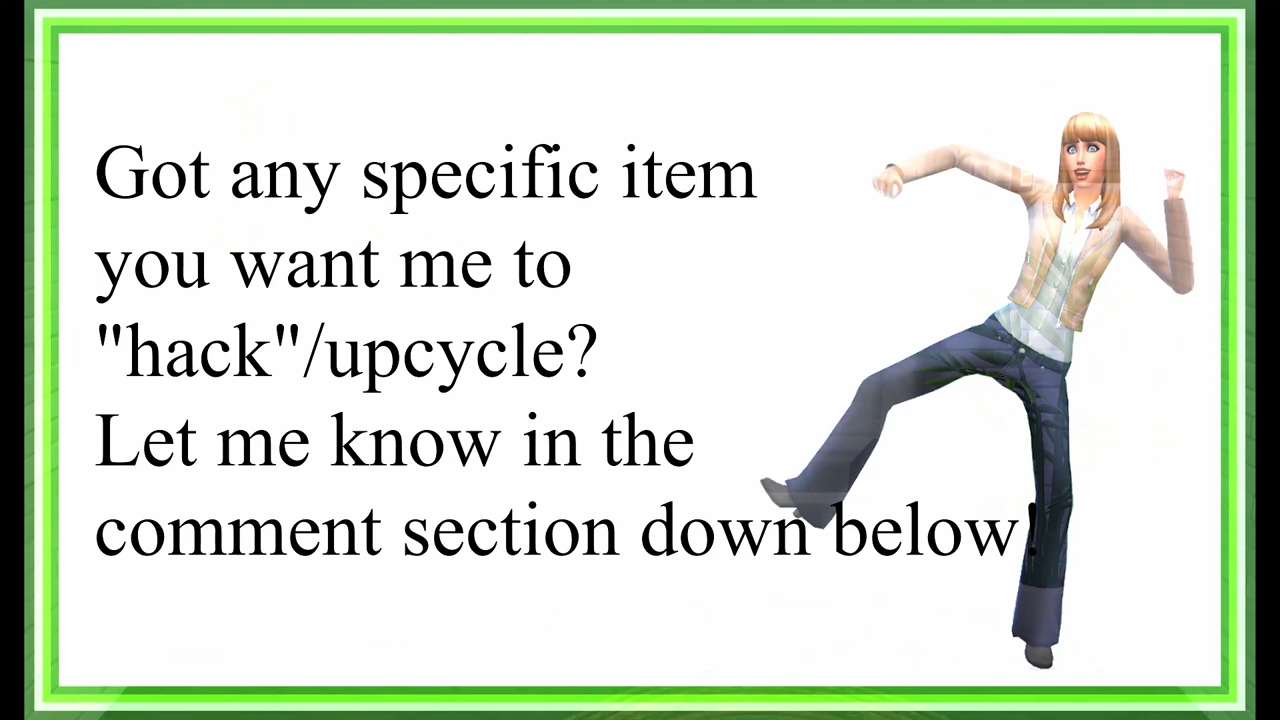 Got any specific item
you want me to
"hack"/upcycle?
Let me know in the
comment section down below!